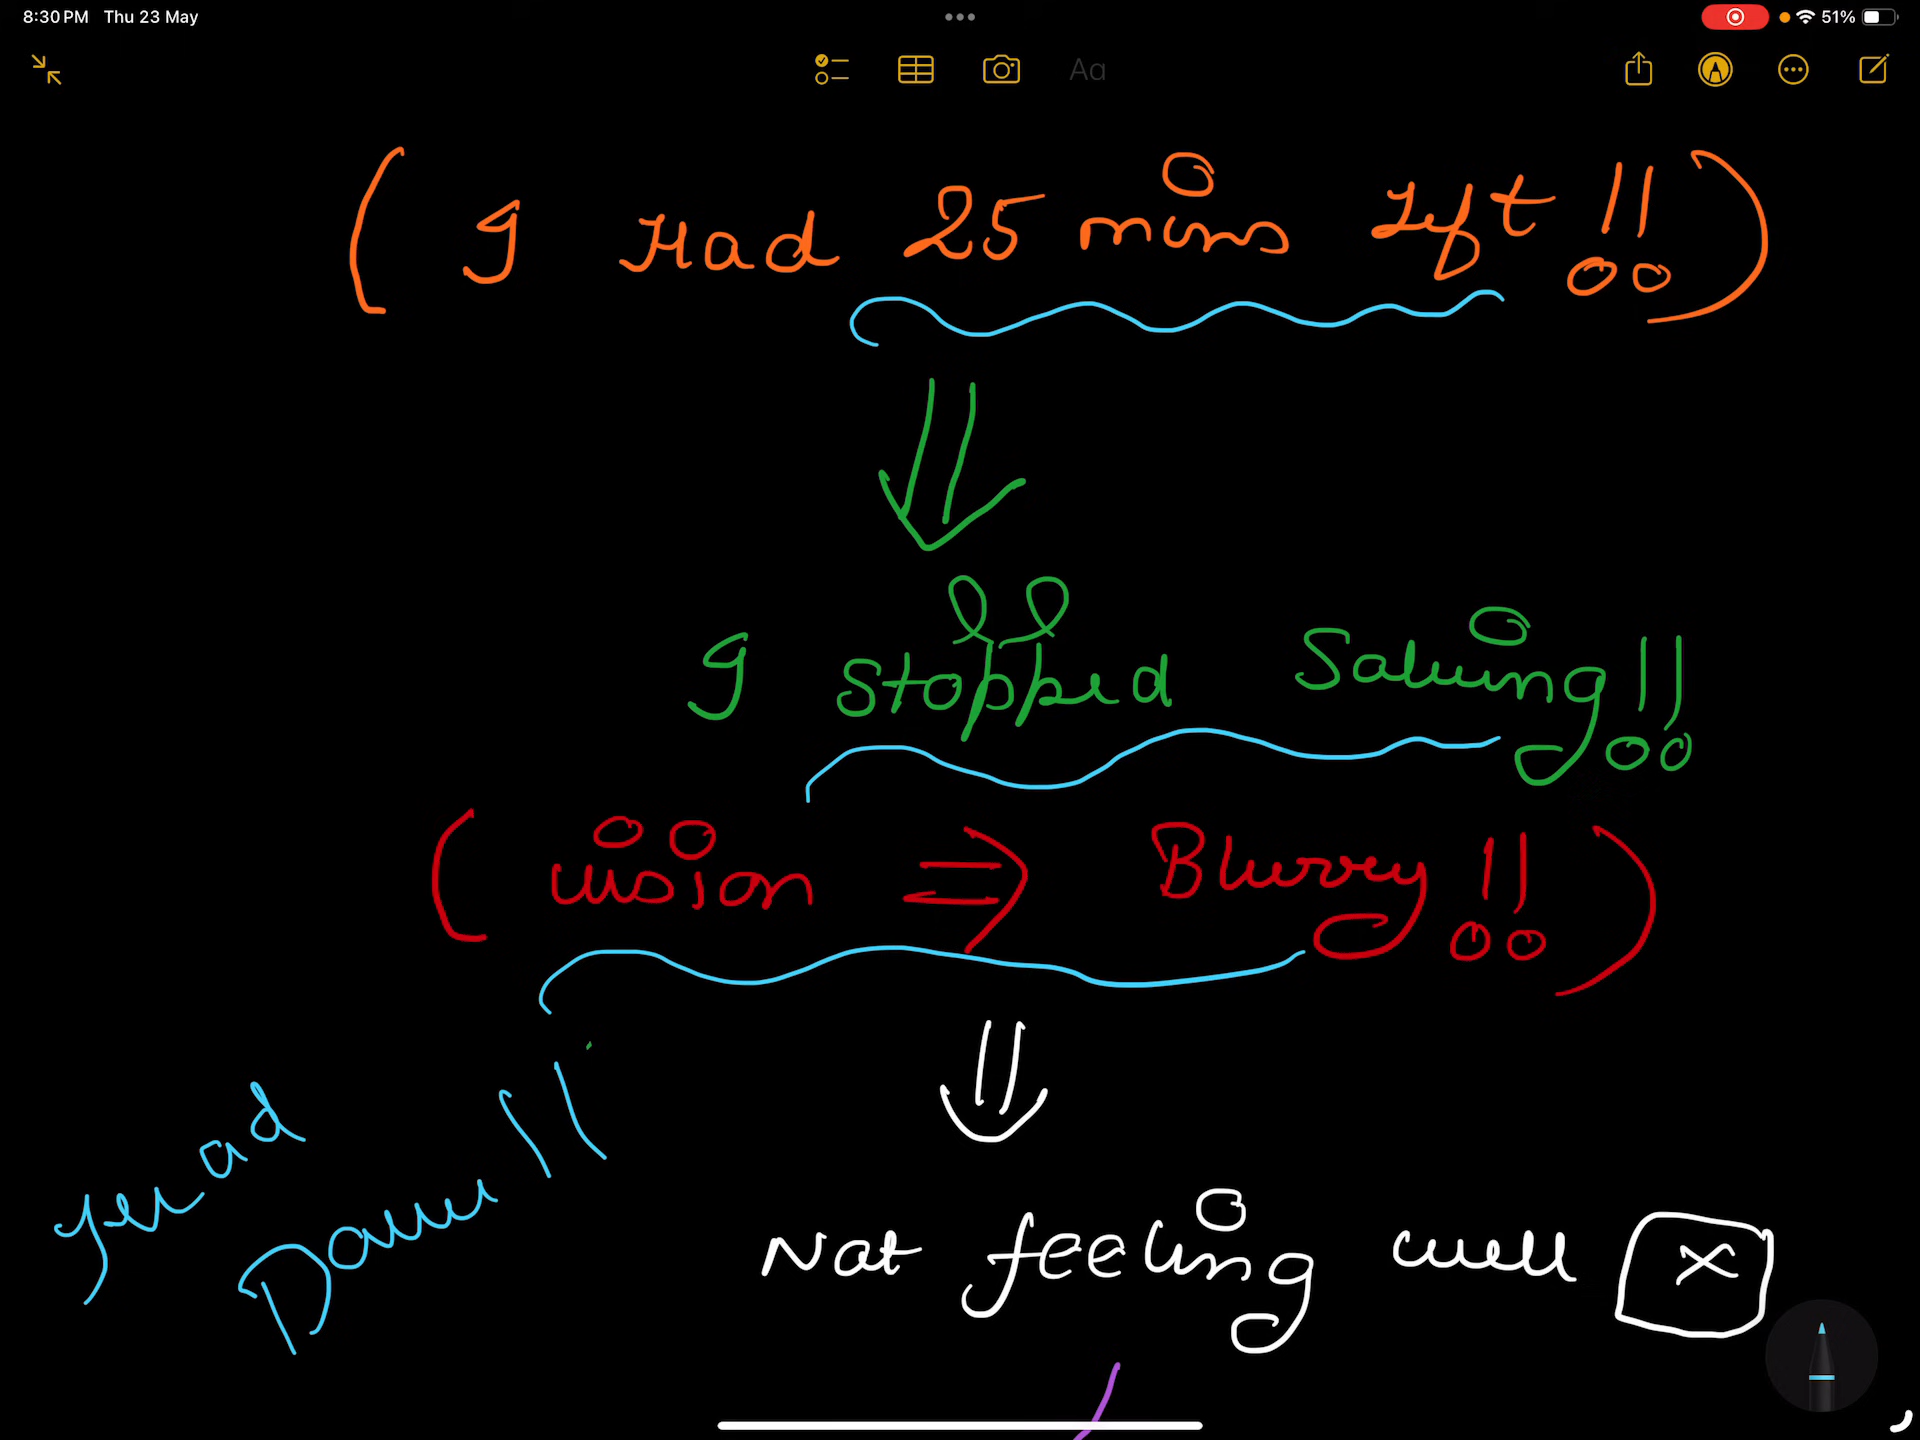 8:30 PM Thu 23 May
51%
Aa
( I Had 25 mins Left !! )
⇓
I Stopped Solving !!
( vision ⇒ Blurry !! )
⇓
Head
Down !!
Not feeling well ☒